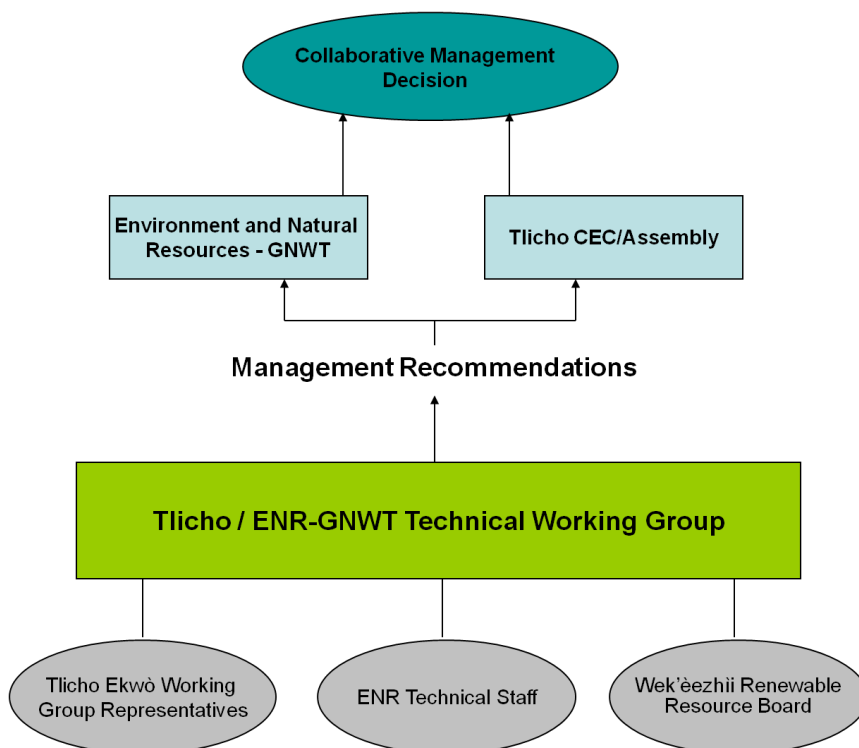 Collaborative Management
Decision
Environment and Natural
Resources - GNWT
Tlicho CEC/Assembly
Management Recommendations
Tlicho / ENR-GNWT Technical Working Group
Tlicho Ekwò Working
Group Representatives
ENR Technical Staff
Wek'èezhii Renewable
Resource Board